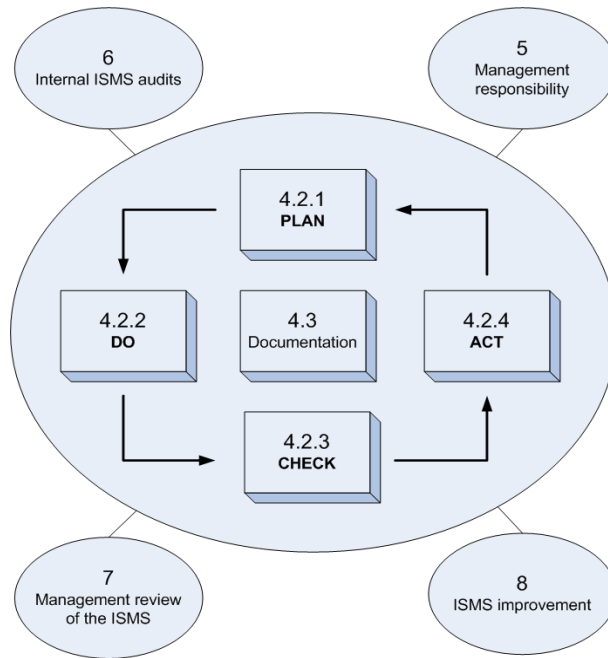 6
Internal ISMS audits
5
Management
responsibility
4.2.1
PLAN
4.2.2
DO
4.3
Documentation
4.2.4
ACT
4.2.3
CHECK
7
Management review
of the ISMS
8
ISMS improvement